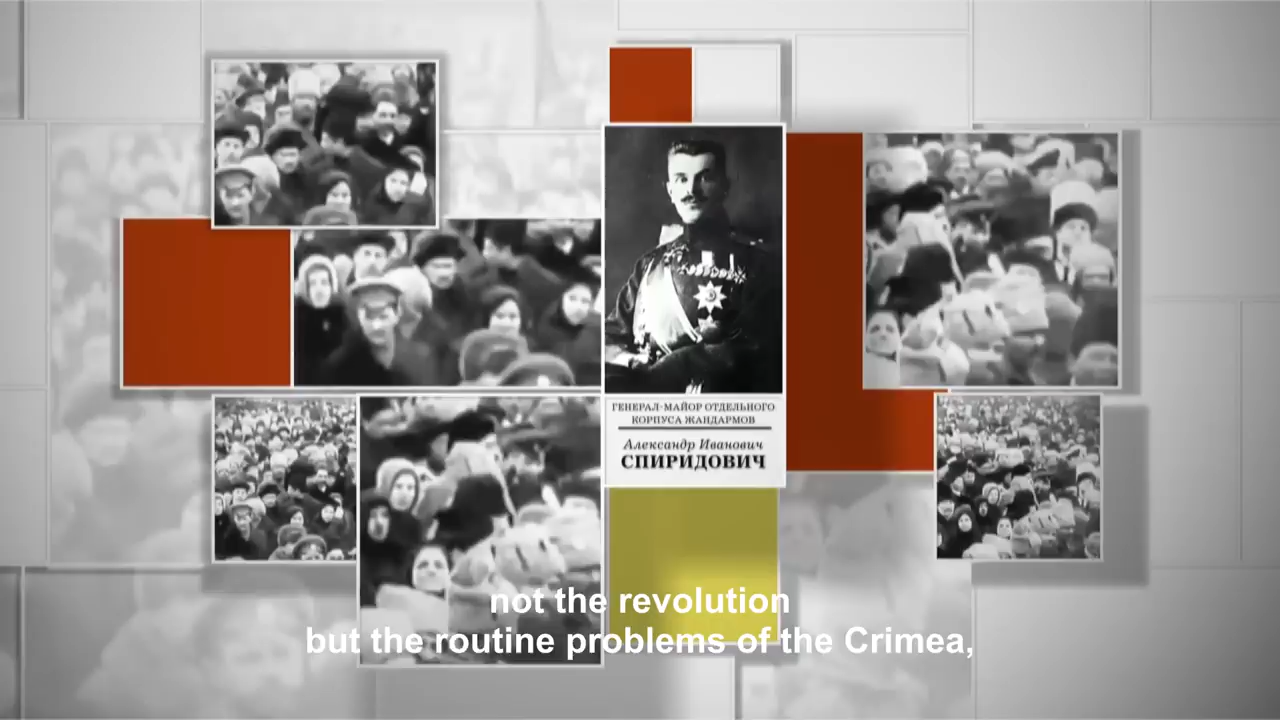 ГЕНЕРАЛ-МАЙОР ОТДЕЛЬНОГО
КОРПУСА ЖАНДАРМОВ
Александр Иванович
СПИРИДОВИЧ
not the revolution
but the routine problems of the Crimea,